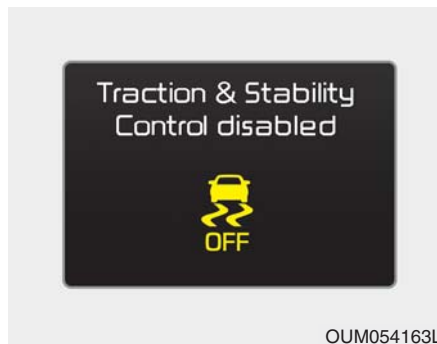 Traction & Stability
Control disabled
OFF
OUM054163L